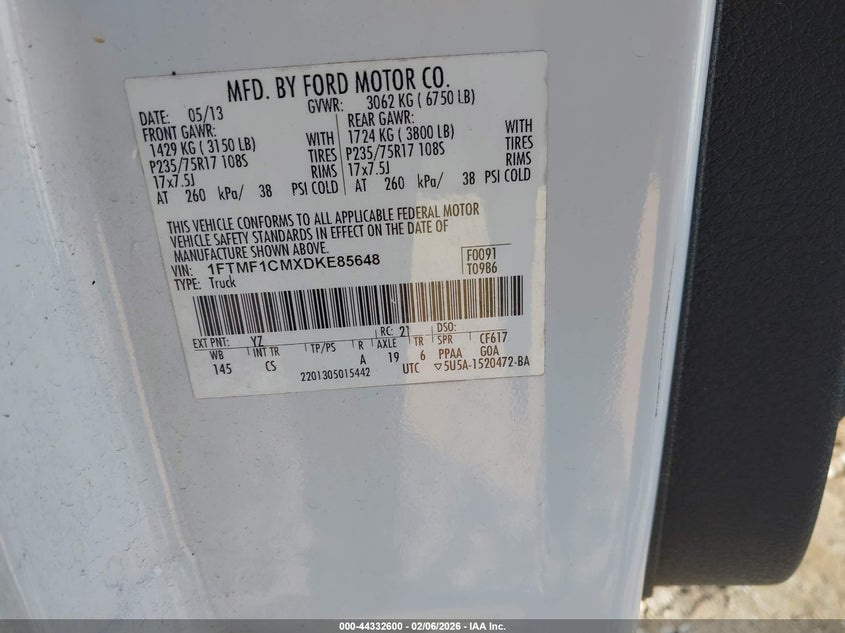 MFD. BY FORD MOTOR CO.
DATE: 05/13 GVWR: 3062 KG ( 6750 LB)
FRONT GAWR: REAR GAWR:
1429 KG ( 3150 LB) WITH 1724 KG ( 3800 LB) WITH
P235/75R17 108S TIRES P235/75R17 108S TIRES
17x7.5J RIMS 17x7.5J RIMS
AT 260 kPa/ 38 PSI COLD AT 260 kPa/ 38 PSI COLD
THIS VEHICLE CONFORMS TO ALL APPLICABLE FEDERAL MOTOR
VEHICLE SAFETY STANDARDS IN EFFECT ON THE DATE OF
MANUFACTURE SHOWN ABOVE.
VIN: 1FTMF1CMXDKE85648 F0091
TYPE: Truck T0986
EXT PNT: YZ RC: 21 DSO:
WB INT TR TP/PS R AXLE TR SPR CF617
145 CS A 19 6 PPAA GOA
2201305015442 UTC ▽5U5A-1520472-BA
000-44332600 - 02/06/2026 - IAA Inc.